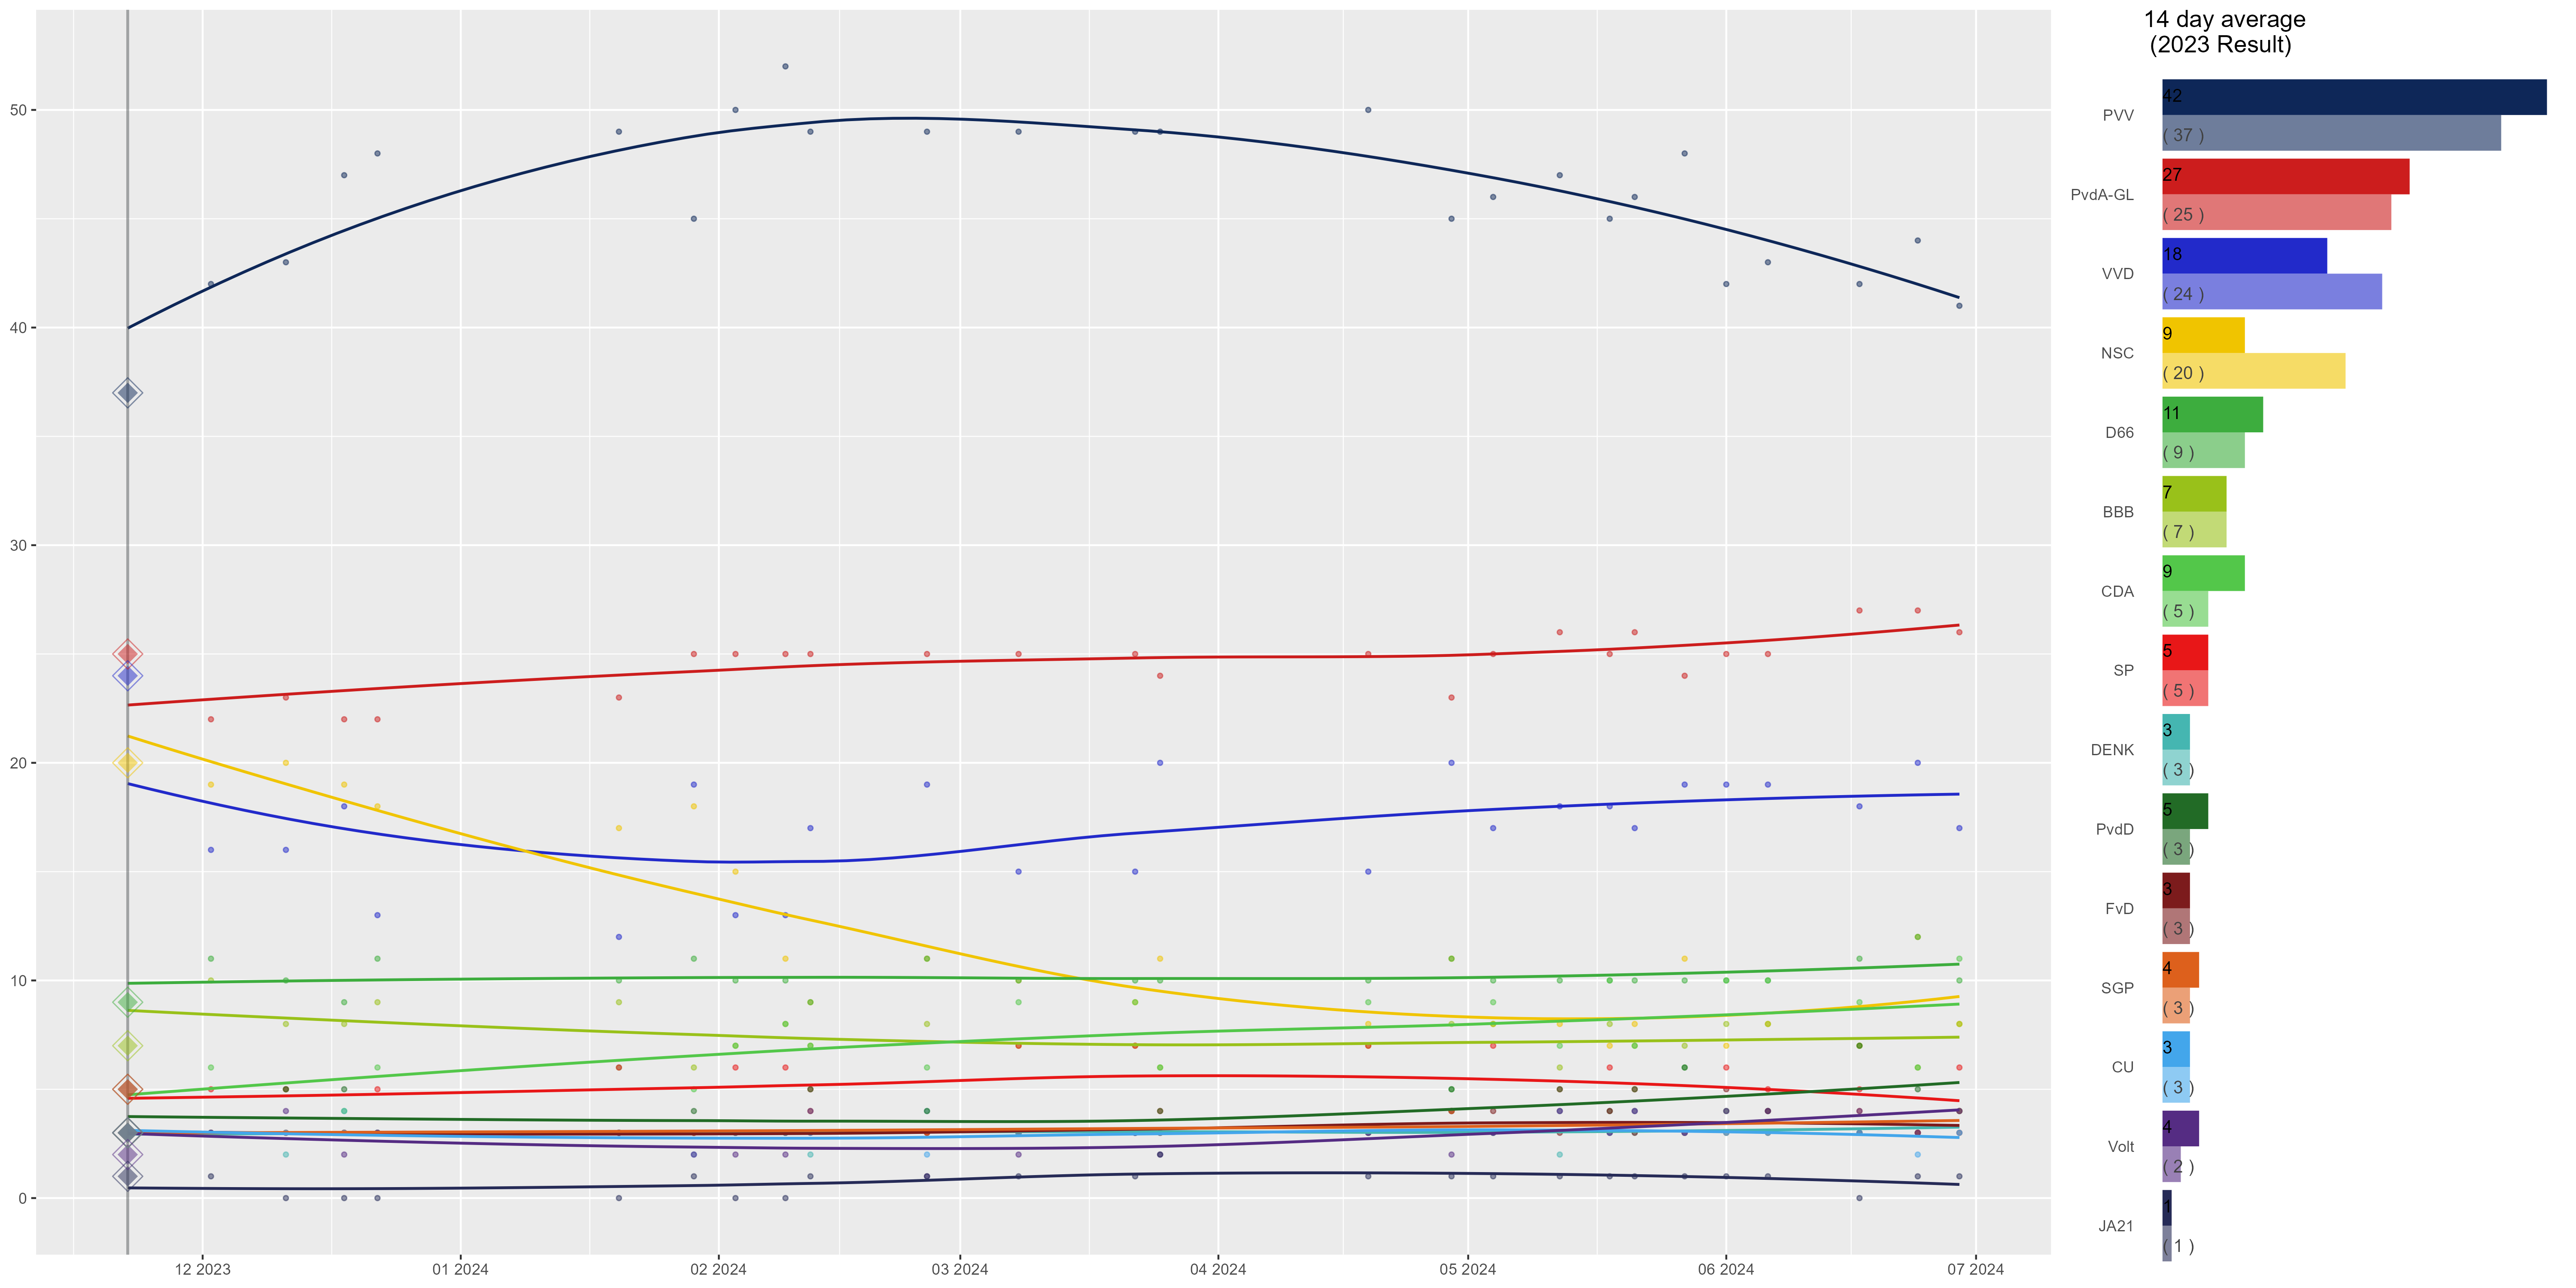 14 day average
(2023 Result)
50
40
30
20
10
0
12 2023
01 2024
02 2024
03 2024
04 2024
05 2024
06 2024
07 2024
PVV
42
( 37 )
PvdA-GL
27
( 25 )
VVD
18
( 24 )
NSC
9
( 20 )
D66
11
( 9 )
BBB
7
( 7 )
CDA
9
( 5 )
SP
5
( 5 )
DENK
3
( 3 )
PvdD
5
( 3 )
FvD
3
( 3 )
SGP
4
( 3 )
CU
3
( 3 )
Volt
4
( 2 )
JA21
1
( 1 )